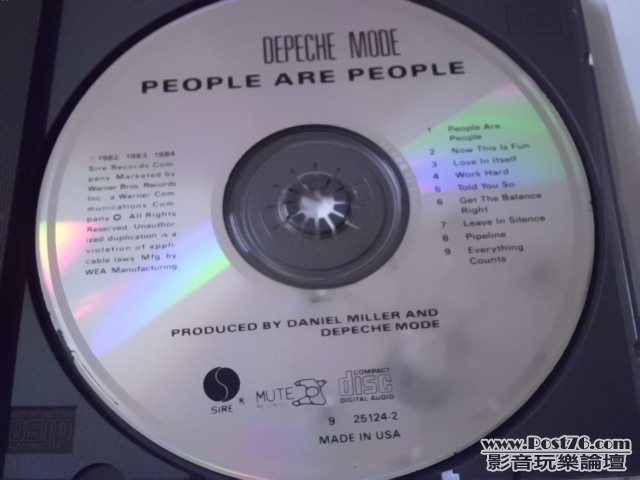 DEPECHE MODE
PEOPLE ARE PEOPLE
1982, 1983, 1984
Sire Records Com-
pany. Marketed by
Warner Bros. Records
Inc., a Warner Com-
munications Com-
pany. All Rights
Reserved. Unauthor-
ized duplication is a
violation of appli-
cable laws. Mfg by
WEA Manufacturing
1 People Are
People
2 Now This Is Fun
3 Love In Itself
4 Work Hard
5 Told You So
6 Get The Balance
Right
7 Leave In Silence
8 Pipeline
9 Everything
Counts
PRODUCED BY DANIEL MILLER AND
DEPECHE MODE
S
SIRE ®
MUTE
RECORDS
COMPACT
disc
DIGITAL AUDIO
9 25124-2
MADE IN USA
www.Post76.com
影音玩樂論壇